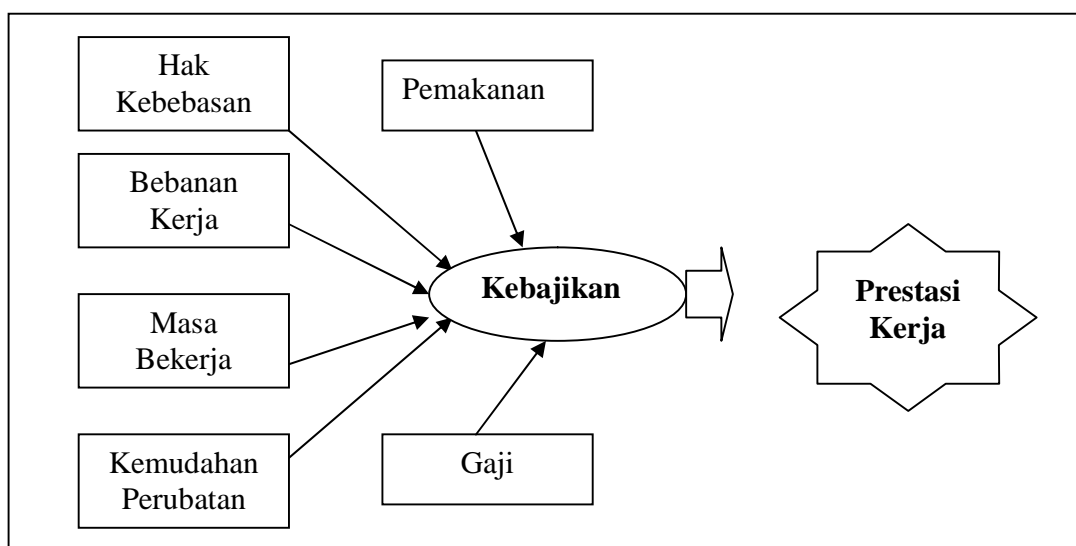 Hak
Kebebasan
Pemakanan
Bebanan
Kerja
Kebajikan
Prestasi
Kerja
Masa
Bekerja
Kemudahan
Perubatan
Gaji